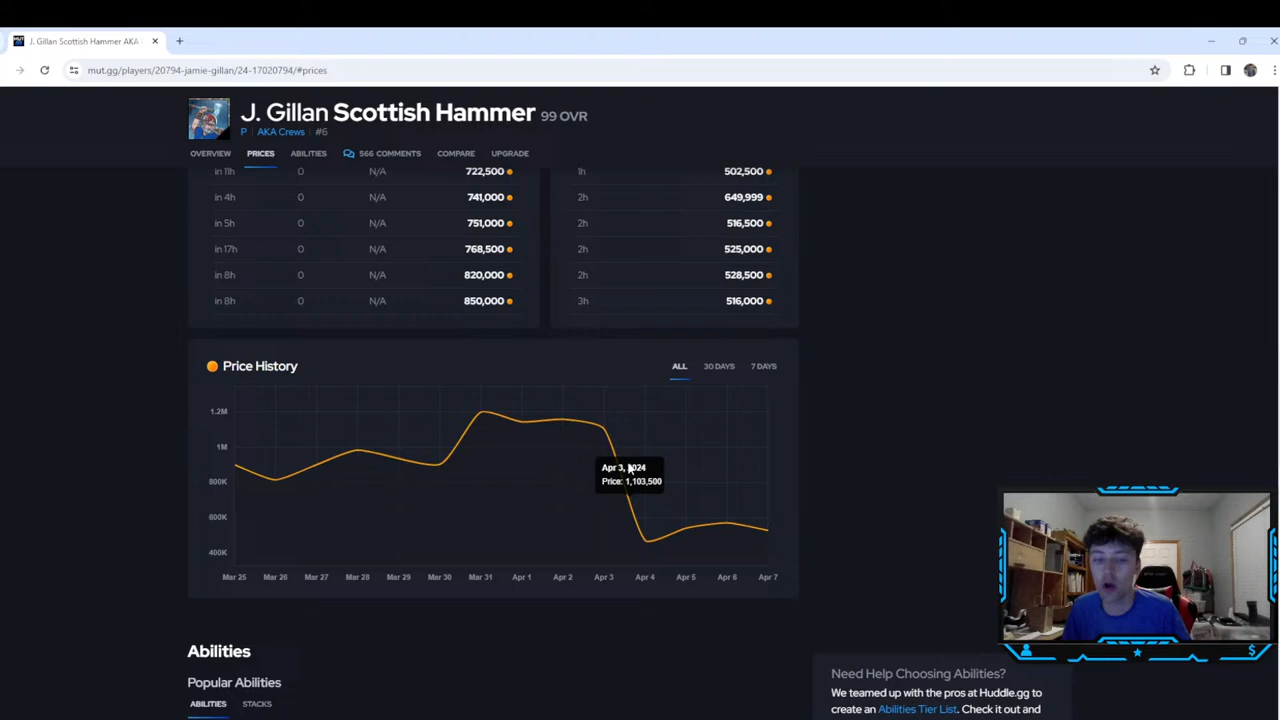 J. Gillan Scottish Hammer AKA
mut.gg/players/20794-jamie-gillan/24-17020794/#prices
J. Gillan Scottish Hammer 99 OVR
P | AKA Crews | #6
OVERVIEW PRICES ABILITIES 566 COMMENTS COMPARE UPGRADE
in 11h 0 N/A 722,500 1h 502,500
in 4h 0 N/A 741,000 2h 649,999
in 5h 0 N/A 751,000 2h 516,500
in 17h 0 N/A 768,500 2h 525,000
in 8h 0 N/A 820,000 2h 528,500
in 8h 0 N/A 850,000 3h 516,000
Price History ALL 30 DAYS 7 DAYS
1.2M
1M
800K
600K
400K
Apr 3, 2024
Price: 1,103,500
Mar 25 Mar 26 Mar 27 Mar 28 Mar 29 Mar 30 Mar 31 Apr 1 Apr 2 Apr 3 Apr 4 Apr 5 Apr 6 Apr 7
Abilities
Popular Abilities
ABILITIES STACKS
Need Help Choosing Abilities?
We teamed up with the pros at Huddle.gg to
create an Abilities Tier List. Check it out and